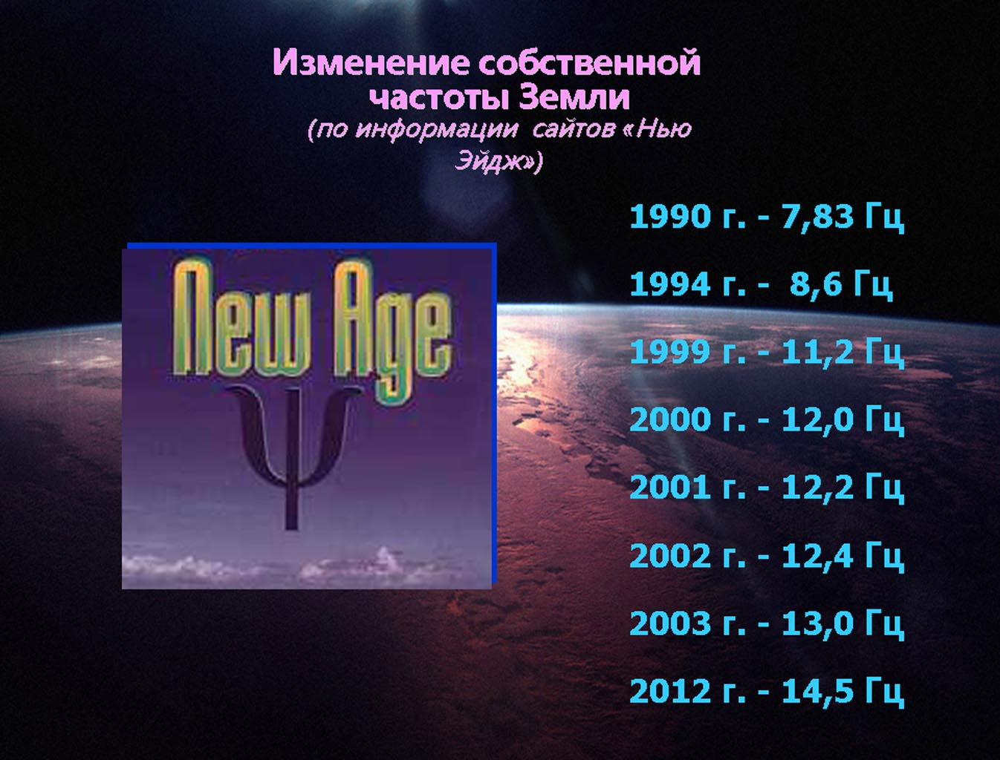 Изменение собственной
частоты Земли
(по информации сайтов «Нью
Эйдж»)
1990 г. - 7,83 Гц
1994 г. - 8,6 Гц
1999 г. - 11,2 Гц
2000 г. - 12,0 Гц
2001 г. - 12,2 Гц
2002 г. - 12,4 Гц
2003 г. - 13,0 Гц
2012 г. - 14,5 Гц
New Age
Ψ